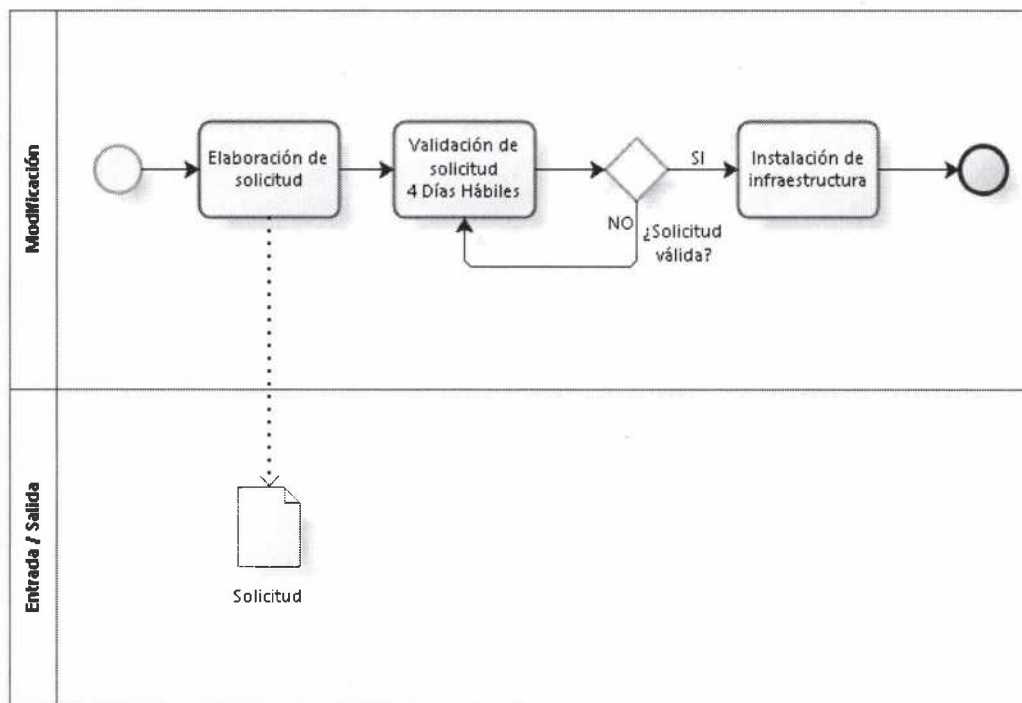 Modificación
Elaboración de
solicitud
Validación de
solicitud
4 Días Hábiles
SI
NO
¿Solicitud
válida?
Instalación de
infraestructura
Entrada / Salida
Solicitud